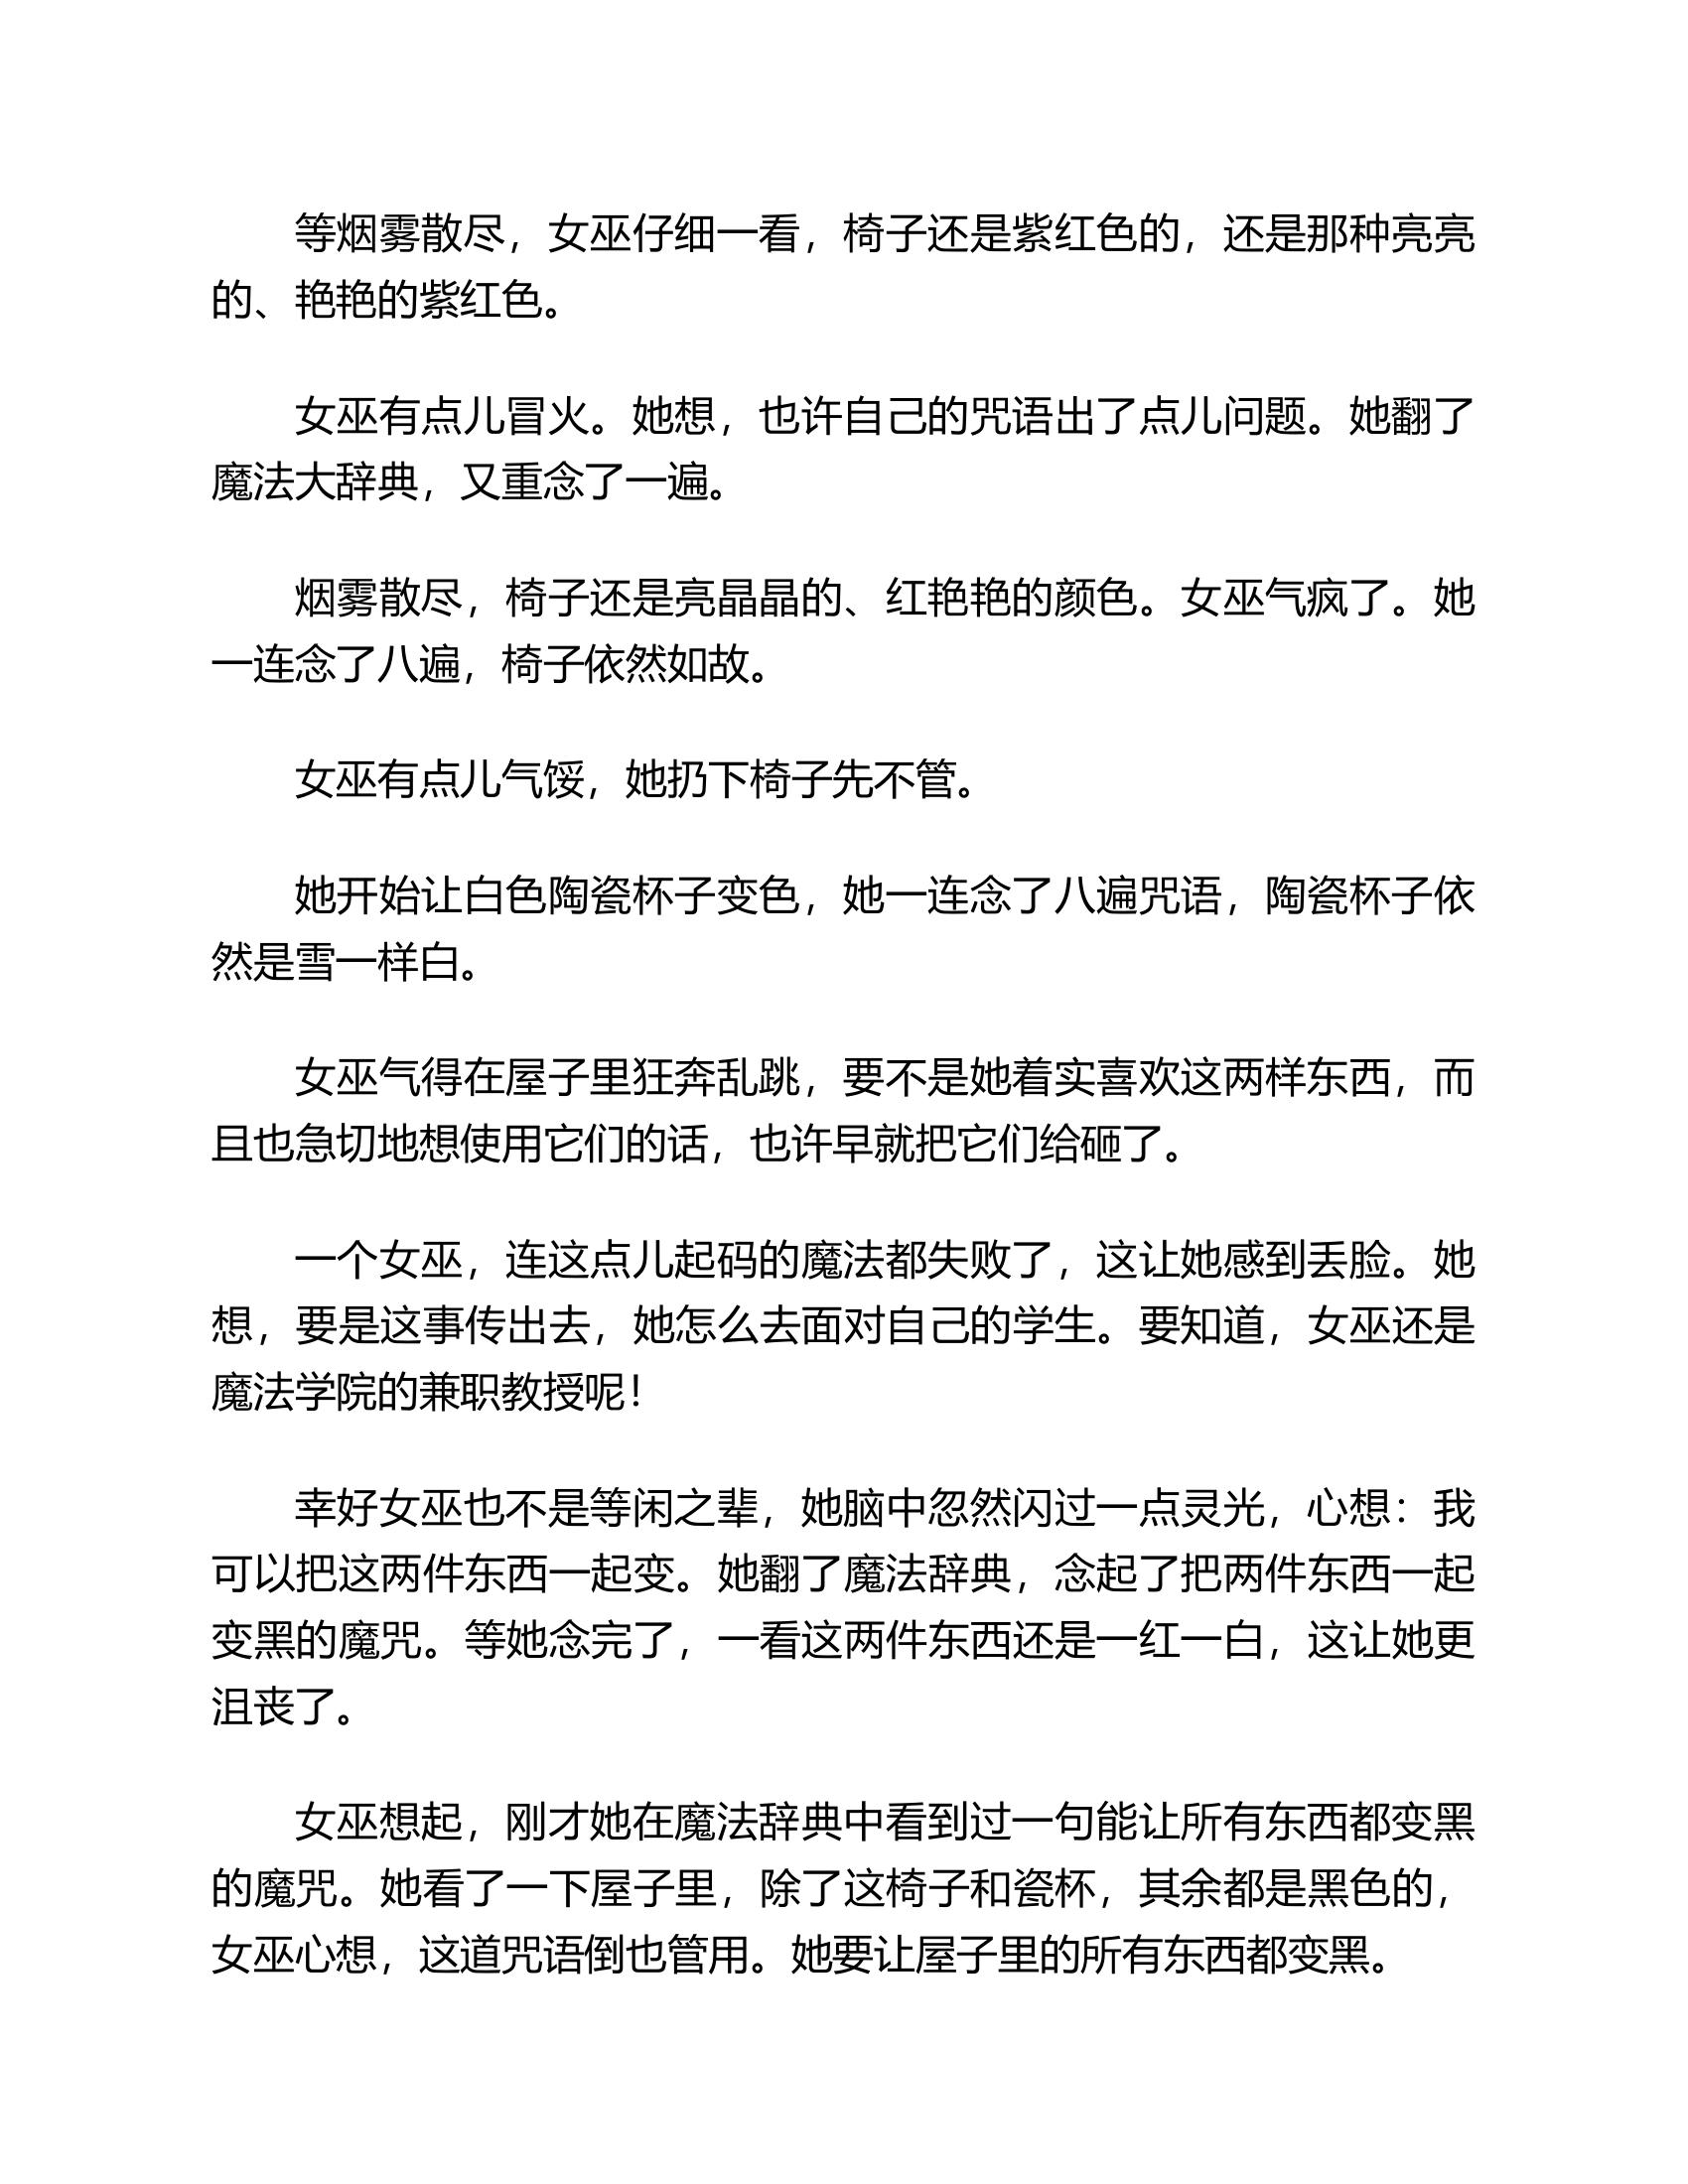 等烟雾散尽，女巫仔细一看，椅子还是紫红色的，还是那种亮亮
的、艳艳的紫红色。
女巫有点儿冒火。她想，也许自己的咒语出了点儿问题。她翻了
魔法大辞典，又重念了一遍。
烟雾散尽，椅子还是亮晶晶的、红艳艳的颜色。女巫气疯了。她
一连念了八遍，椅子依然如故。
女巫有点儿气馁，她扔下椅子先不管。
她开始让白色陶瓷杯子变色，她一连念了八遍咒语，陶瓷杯子依
然是雪一样白。
女巫气得在屋子里狂奔乱跳，要不是她着实喜欢这两样东西，而
且也急切地想使用它们的话，也许早就把它们给砸了。
一个女巫，连这点儿起码的魔法都失败了，这让她感到丢脸。她
想，要是这事传出去，她怎么去面对自己的学生。要知道，女巫还是
魔法学院的兼职教授呢！
幸好女巫也不是等闲之辈，她脑中忽然闪过一点灵光，心想：我
可以把这两件东西一起变。她翻了魔法辞典，念起了把两件东西一起
变黑的魔咒。等她念完了，一看这两件东西还是一红一白，这让她更
沮丧了。
女巫想起，刚才她在魔法辞典中看到过一句能让所有东西都变黑
的魔咒。她看了一下屋子里，除了这椅子和瓷杯，其余都是黑色的，
女巫心想，这道咒语倒也管用。她要让屋子里的所有东西都变黑。